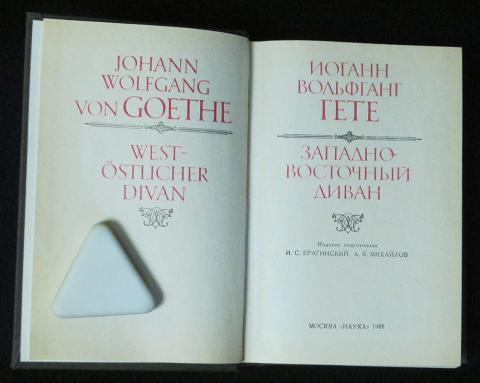 JOHANN
WOLFGANG
VON GOETHE
WEST-
ÖSTLICHER
DIVAN
ИОГАНН
ВОЛЬФГАНГ
ГЕТЕ
ЗАПАДНО-
ВОСТОЧНЫЙ
ДИВАН
Издание подготовили
И. С. БРАГИНСКИЙ, А. В. МИХАЙЛОВ
МОСКВА «НАУКА» 1988